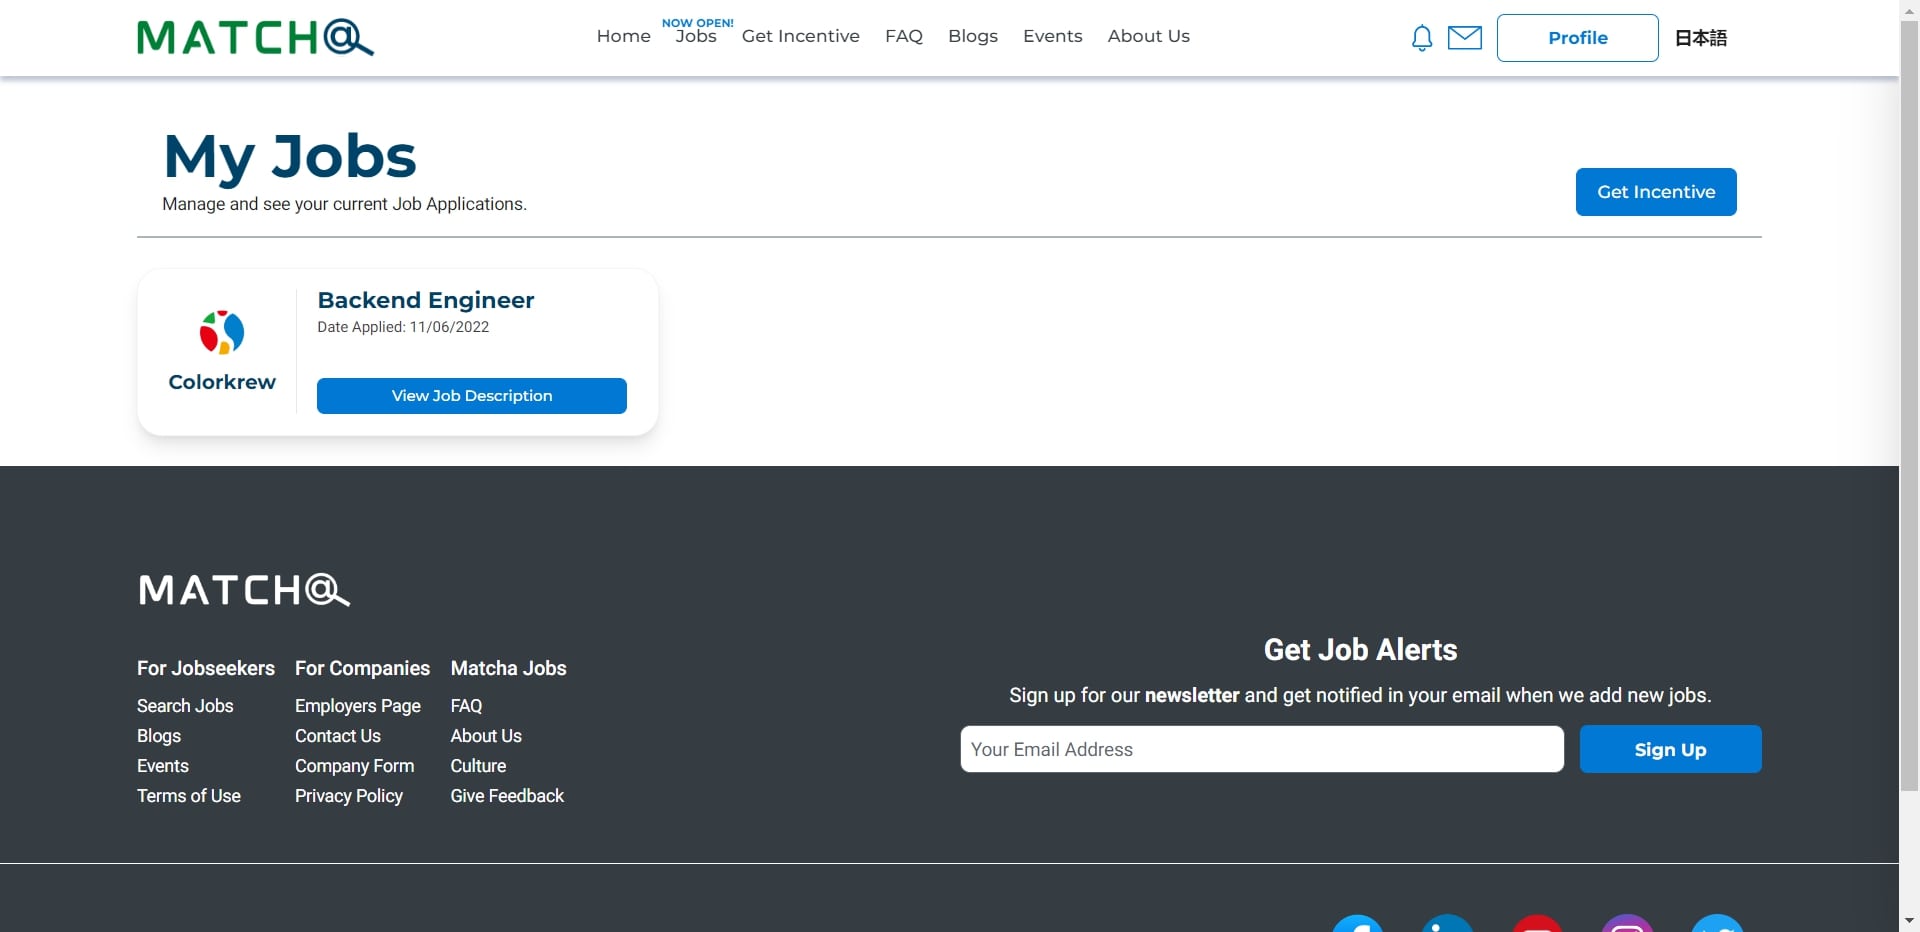 MATCH@
Home
NOW OPEN!
Jobs
Get Incentive
FAQ
Blogs
Events
About Us
Profile
日本語
My Jobs
Manage and see your current Job Applications.
Get Incentive
Colorkrew
Backend Engineer
Date Applied: 11/06/2022
View Job Description
MATCH@
For Jobseekers
Search Jobs
Blogs
Events
Terms of Use
For Companies
Employers Page
Contact Us
Company Form
Privacy Policy
Matcha Jobs
FAQ
About Us
Culture
Give Feedback
Get Job Alerts
Sign up for our newsletter and get notified in your email when we add new jobs.
Your Email Address
Sign Up